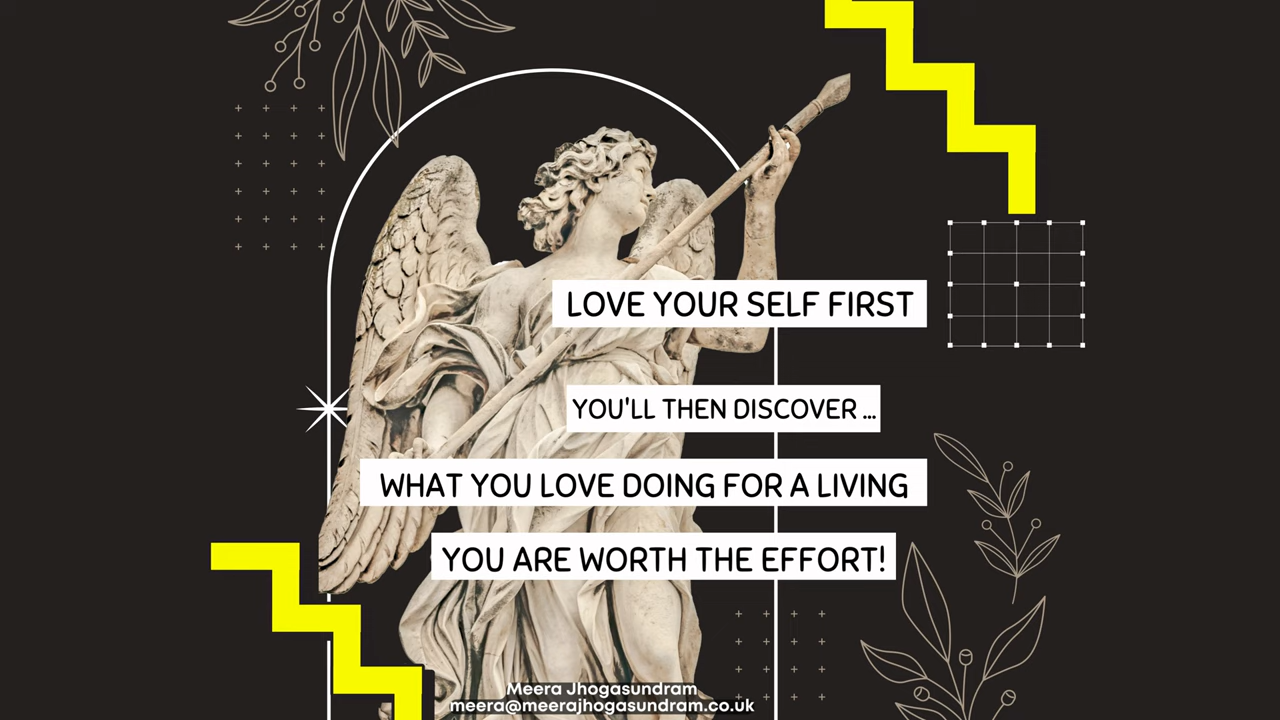 LOVE YOUR SELF FIRST
YOU'LL THEN DISCOVER ...
WHAT YOU LOVE DOING FOR A LIVING
YOU ARE WORTH THE EFFORT!
Meera Jhogasundram
meera@meerajhogasundram.co.uk